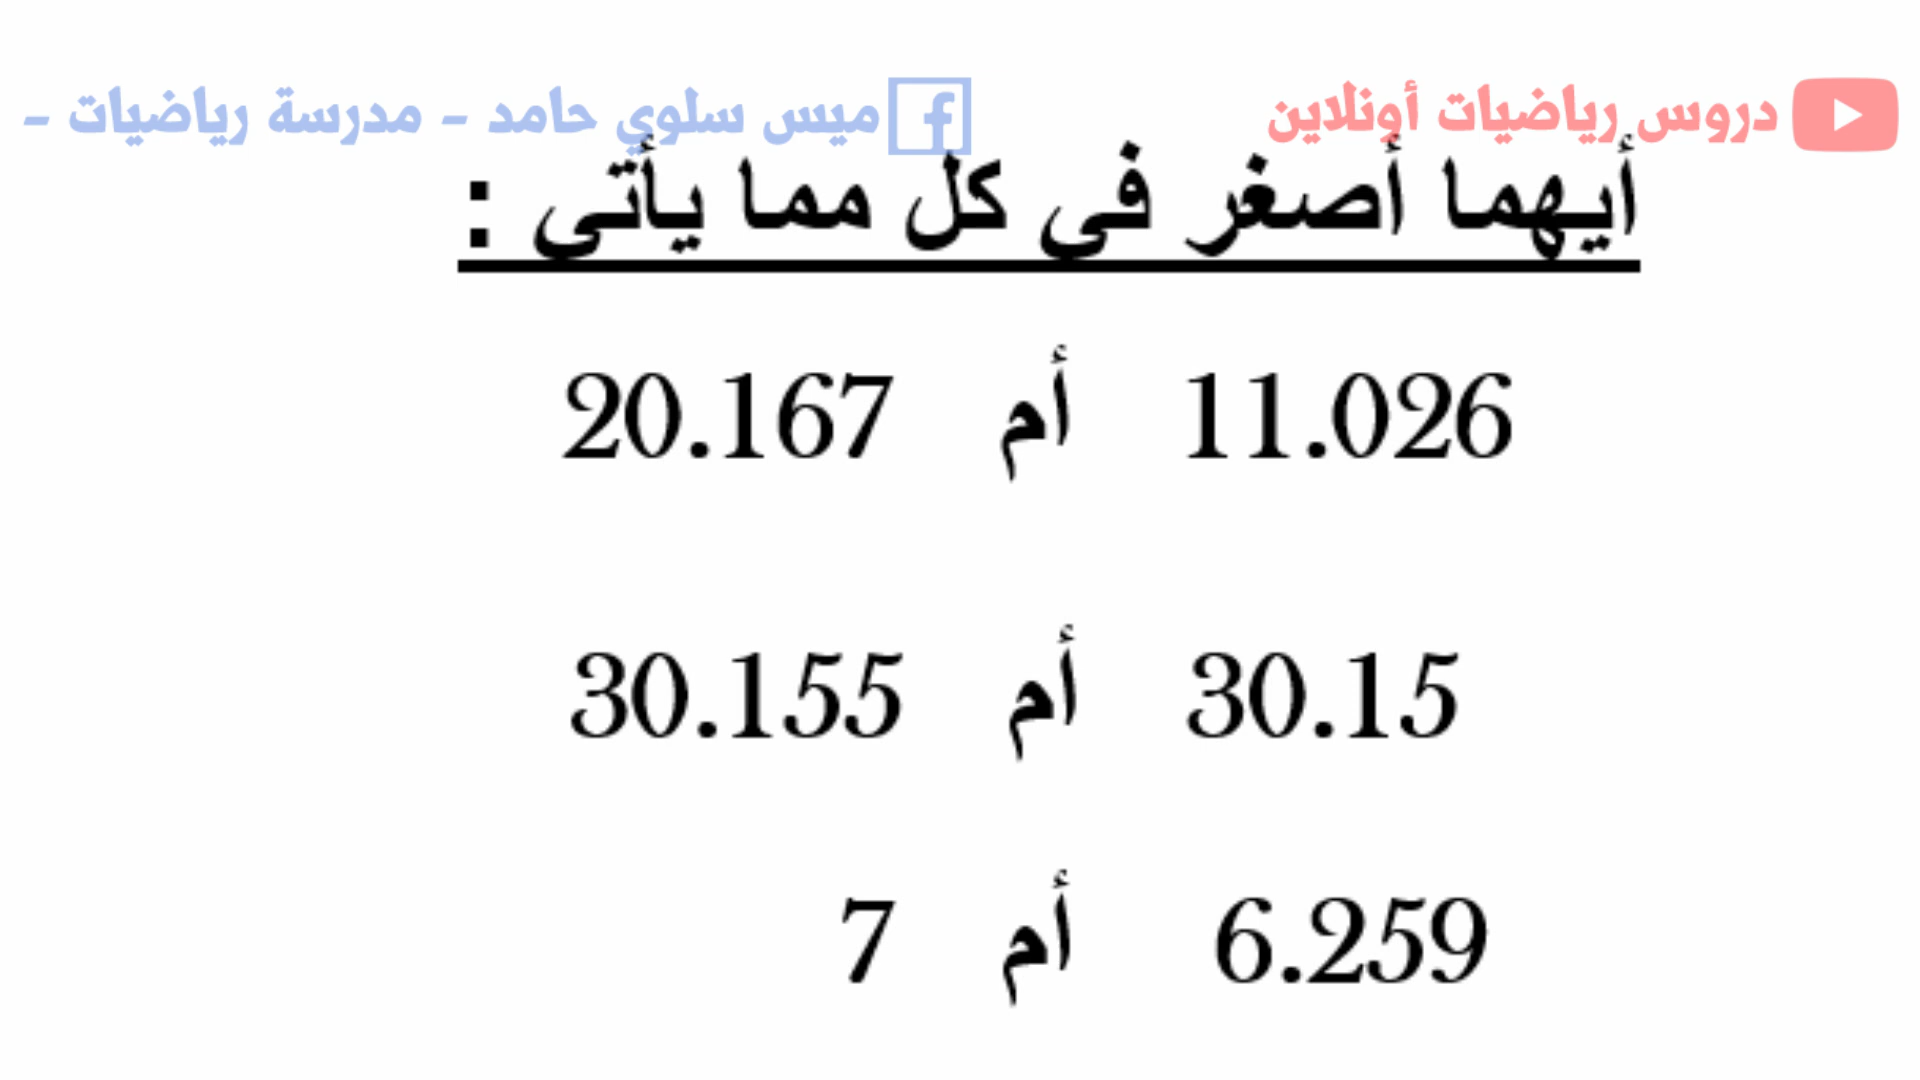 دروس رياضيات أونلاين
ميس سلوي حامد - مدرسة رياضيات -
أيهما أصغر فى كل مما يأتى :
11.026 أم 20.167
30.15 أم 30.155
6.259 أم 7